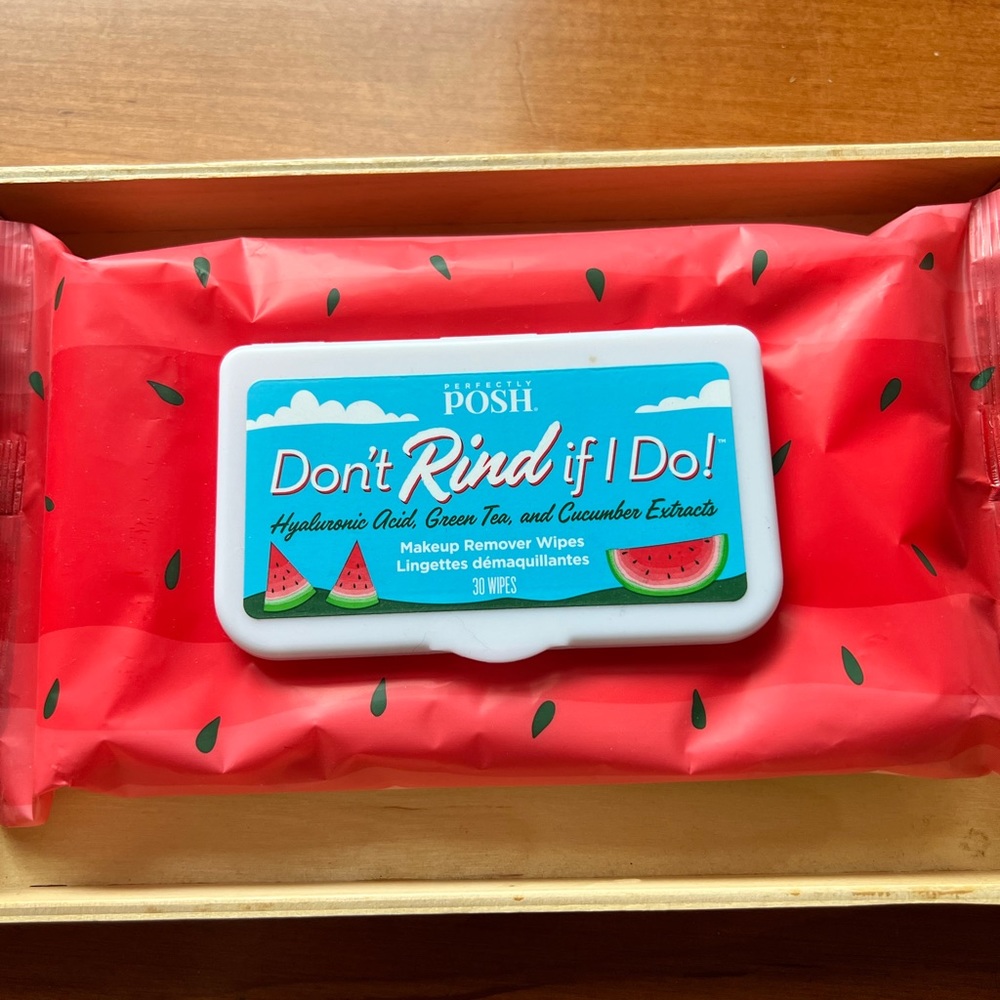 PERFECTLY
POSH®
Don't Rind if I Do!™
Hyaluronic Acid, Green Tea, and Cucumber Extracts
Makeup Remover Wipes
Lingettes démaquillantes
30 WIPES